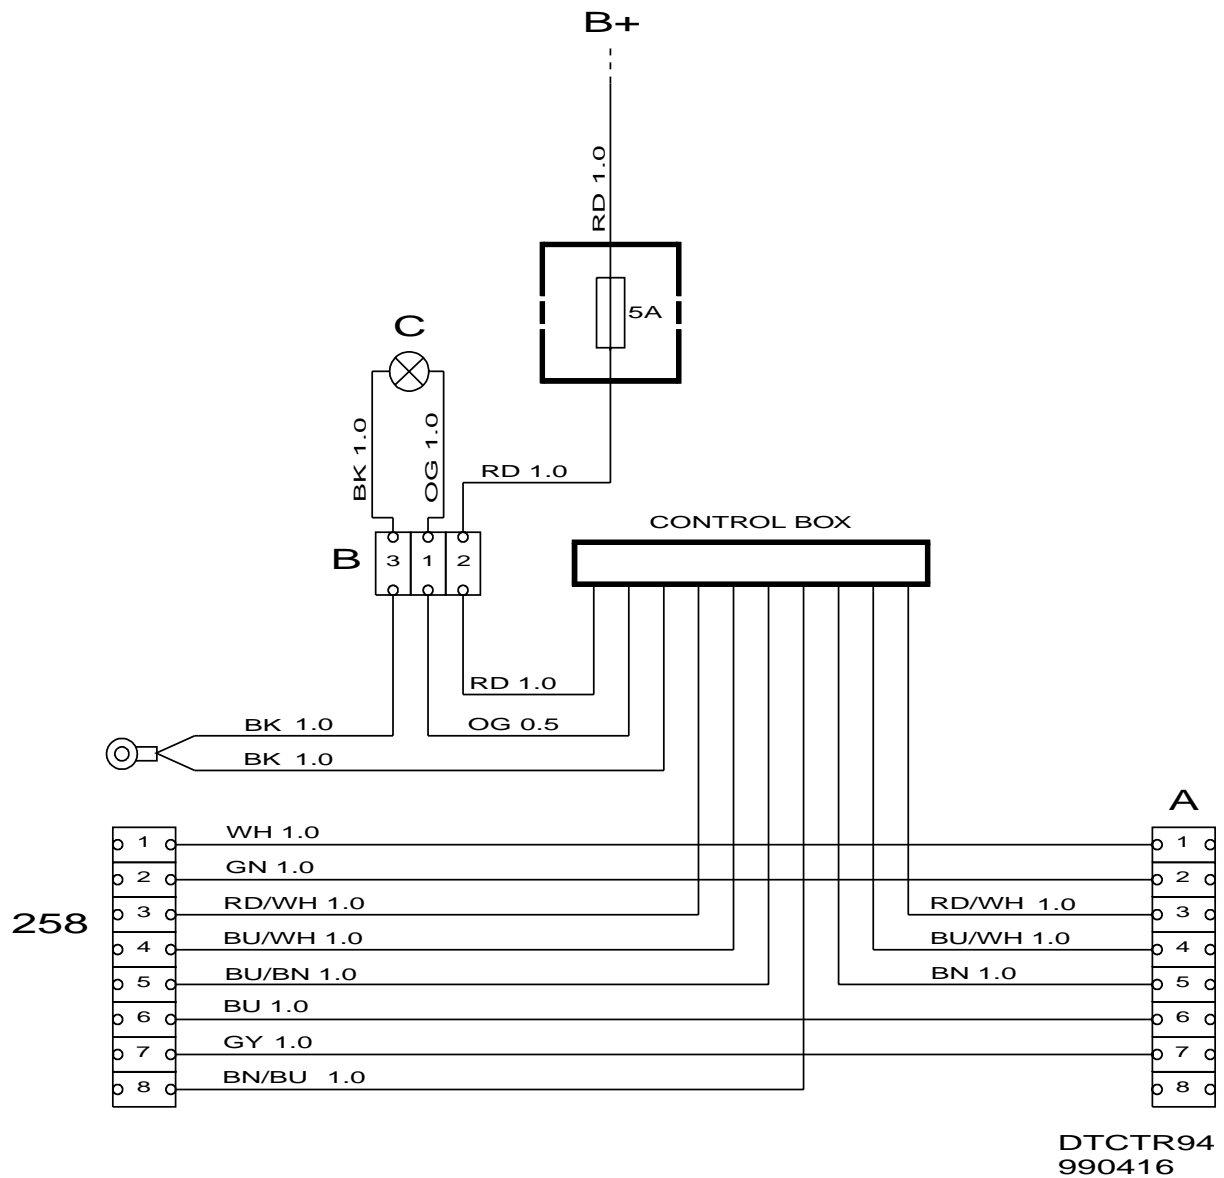 B+
RD 1.0
5A
C
BK 1.0
OG 1.0
RD 1.0
CONTROL BOX
B
3 1 2
RD 1.0
BK 1.0
OG 0.5
BK 1.0
A
1 WH 1.0 1
2 GN 1.0 2
3 RD/WH 1.0 RD/WH 1.0 3
258
4 BU/WH 1.0 BU/WH 1.0 4
5 BU/BN 1.0 BN 1.0 5
6 BU 1.0 6
7 GY 1.0 7
8 BN/BU 1.0 8
DTCTR94
990416